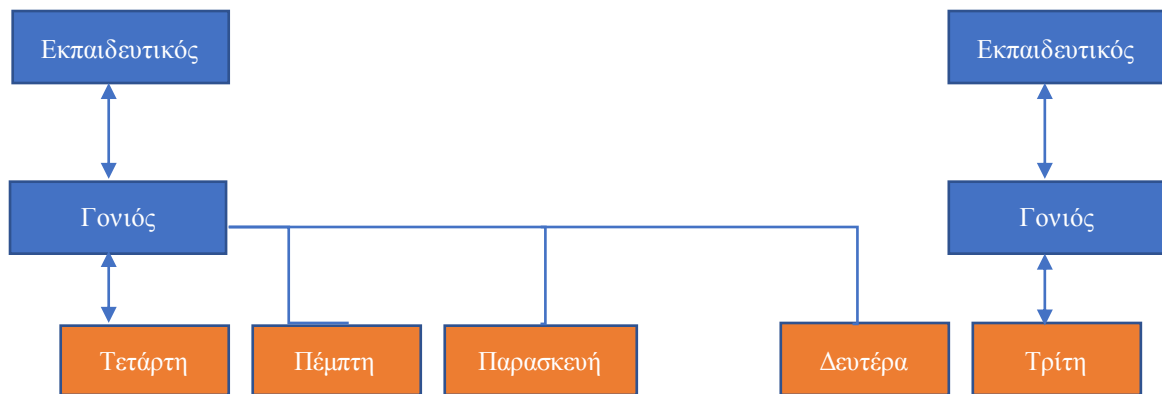 Εκπαιδευτικός
Εκπαιδευτικός
Γονιός
Γονιός
Τετάρτη
Πέμπτη
Παρασκευή
Δευτέρα
Τρίτη